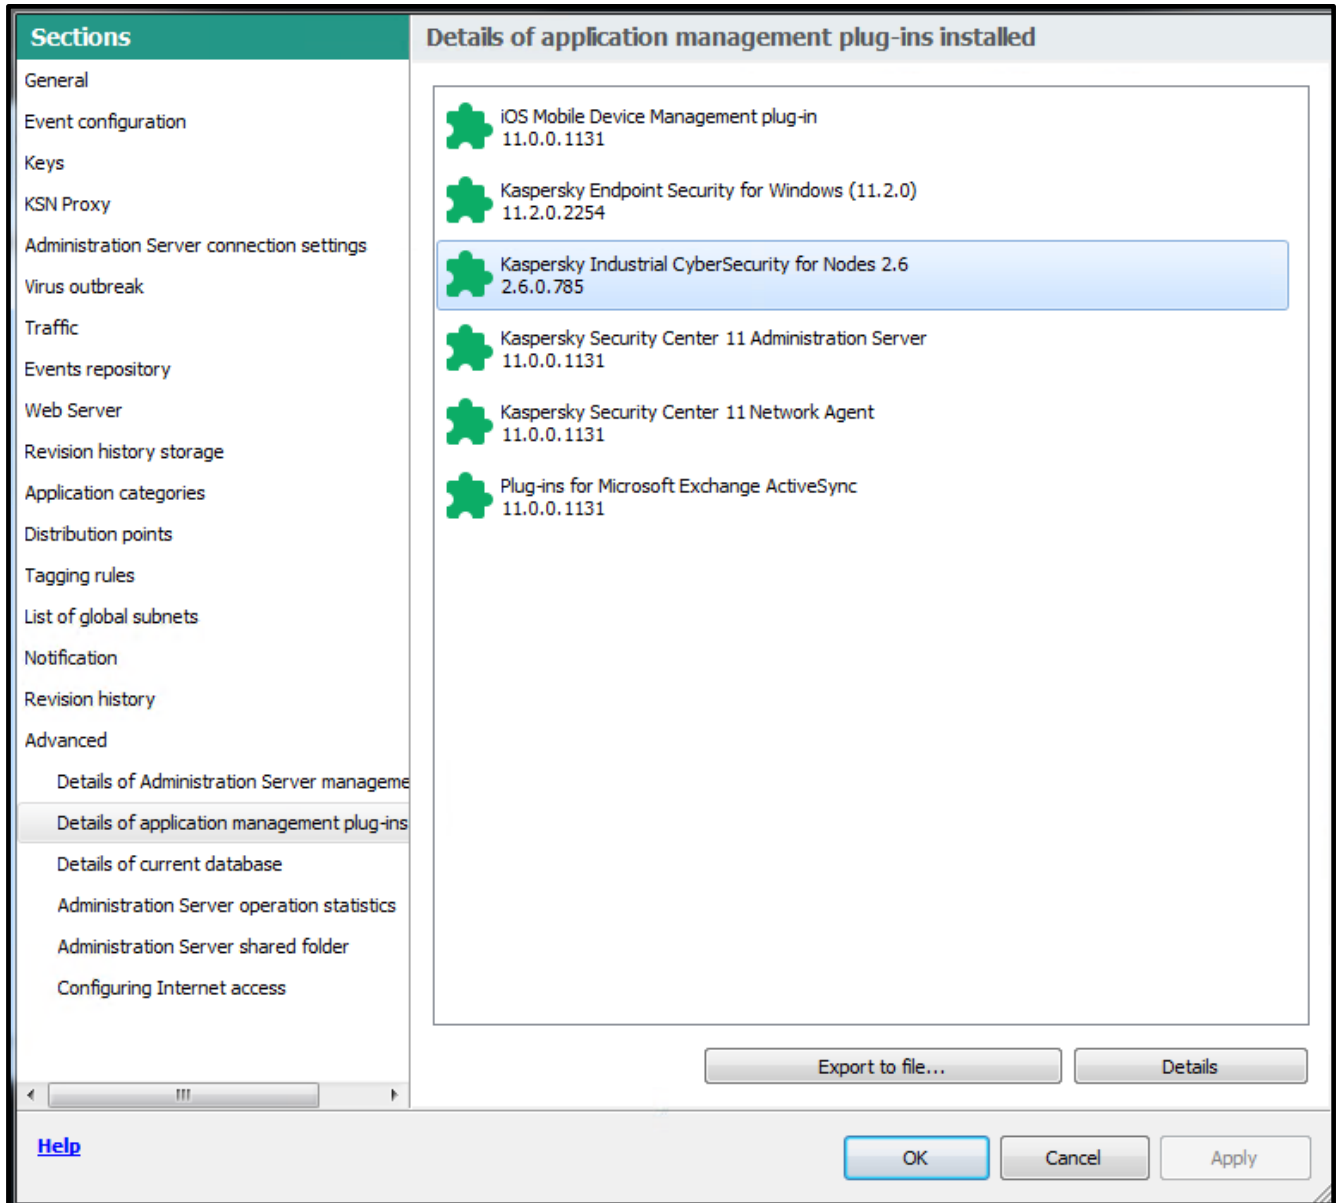 Sections
General
Event configuration
Keys
KSN Proxy
Administration Server connection settings
Virus outbreak
Traffic
Events repository
Web Server
Revision history storage
Application categories
Distribution points
Tagging rules
List of global subnets
Notification
Revision history
Advanced
Details of Administration Server manageme
Details of application management plug-ins
Details of current database
Administration Server operation statistics
Administration Server shared folder
Configuring Internet access
Details of application management plug-ins installed
iOS Mobile Device Management plug-in
11.0.0.1131
Kaspersky Endpoint Security for Windows (11.2.0)
11.2.0.2254
Kaspersky Industrial CyberSecurity for Nodes 2.6
2.6.0.785
Kaspersky Security Center 11 Administration Server
11.0.0.1131
Kaspersky Security Center 11 Network Agent
11.0.0.1131
Plug-ins for Microsoft Exchange ActiveSync
11.0.0.1131
Export to file...
Details
Help
OK
Cancel
Apply